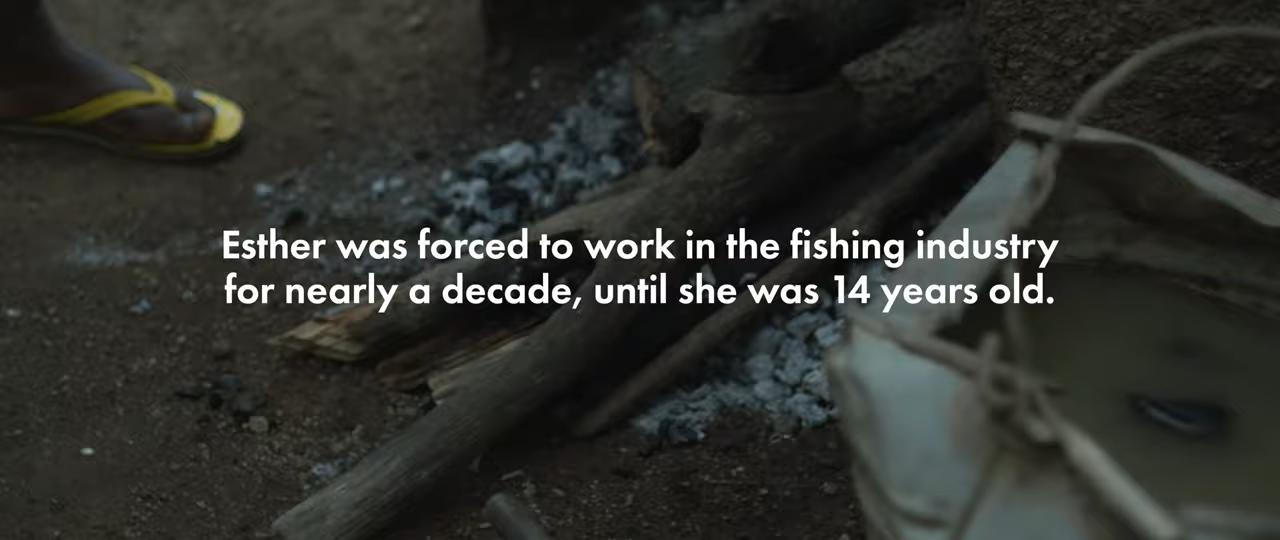 Esther was forced to work in the fishing industry
for nearly a decade, until she was 14 years old.